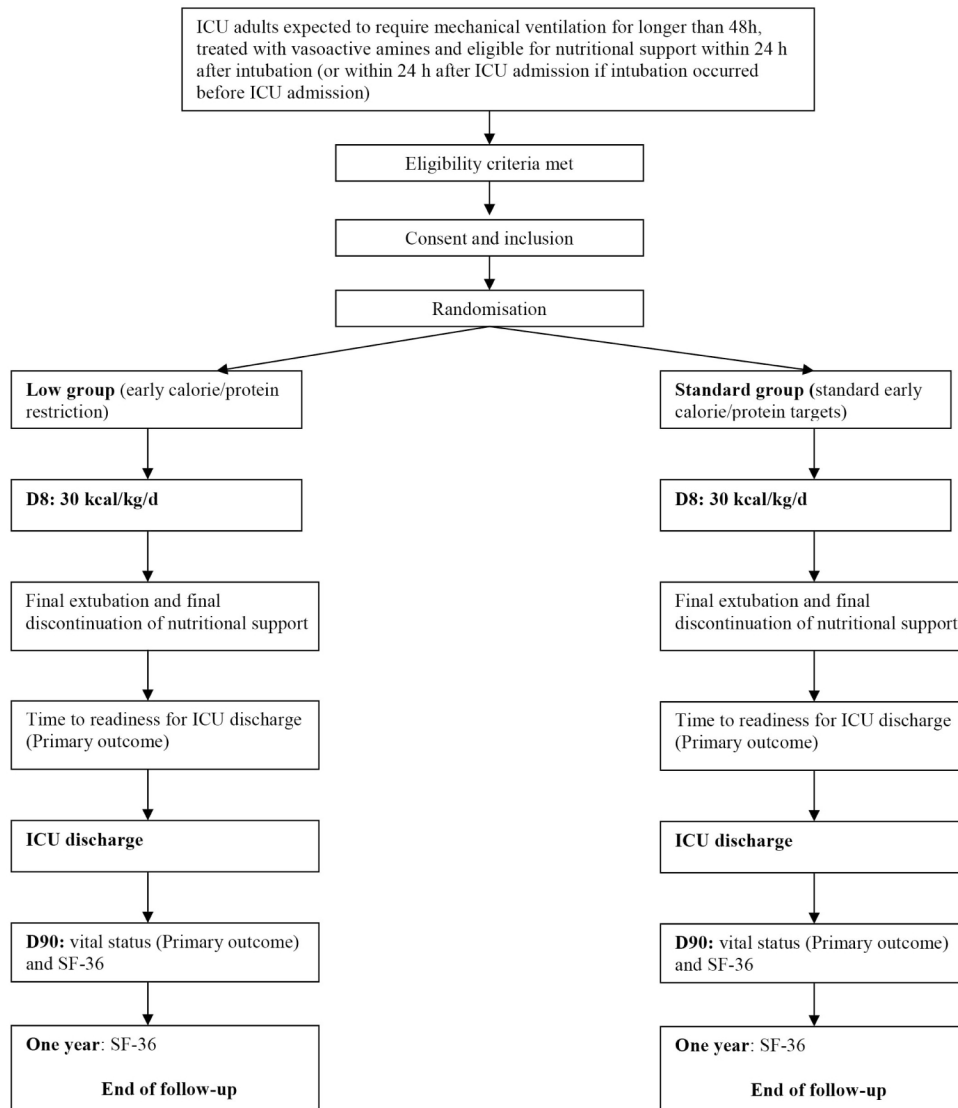 ICU adults expected to require mechanical ventilation for longer than 48h,
treated with vasoactive amines and eligible for nutritional support within 24 h
after intubation (or within 24 h after ICU admission if intubation occurred
before ICU admission)
Eligibility criteria met
Consent and inclusion
Randomisation
Low group (early calorie/protein
restriction)
D8: 30 kcal/kg/d
Final extubation and final
discontinuation of nutritional support
Time to readiness for ICU discharge
(Primary outcome)
ICU discharge
D90: vital status (Primary outcome)
and SF-36
One year: SF-36
End of follow-up
Standard group (standard early
calorie/protein targets)
D8: 30 kcal/kg/d
Final extubation and final
discontinuation of nutritional support
Time to readiness for ICU discharge
(Primary outcome)
ICU discharge
D90: vital status (Primary outcome)
and SF-36
One year: SF-36
End of follow-up